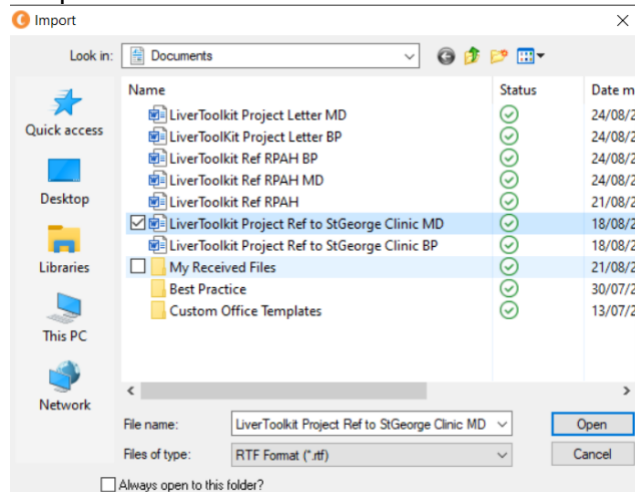 Import
Look in: Documents
Name Status Date m
LiverToolkit Project Letter MD 24/08/2
LiverToolKit Project Letter BP 24/08/2
LiverToolkit Ref RPAH BP 24/08/2
LiverToolkit Ref RPAH MD 24/08/2
LiverToolkit Ref RPAH 21/08/2
LiverToolkit Project Ref to StGeorge Clinic MD 18/08/2
LiverToolkit Project Ref to StGeorge Clinic BP 18/08/2
My Received Files 21/08/2
Best Practice 30/07/2
Custom Office Templates 13/07/2
Quick access
Desktop
Libraries
This PC
Network
File name: LiverToolkit Project Ref to StGeorge Clinic MD Open
Files of type: RTF Format (*.rtf) Cancel
Always open to this folder?